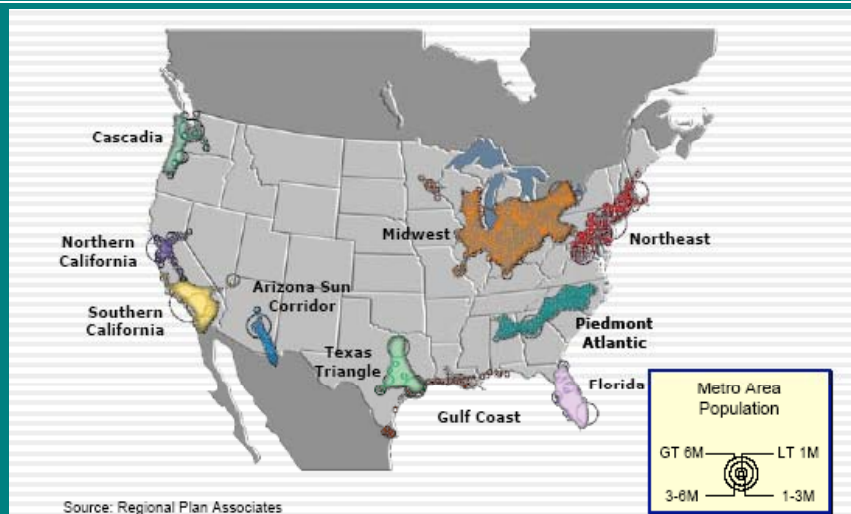 Cascadia
Northern
California
Southern
California
Arizona Sun
Corridor
Texas
Triangle
Midwest
Northeast
Piedmont
Atlantic
Florida
Gulf Coast
Metro Area
Population
GT 6M
LT 1M
3-6M
1-3M
Source: Regional Plan Associates